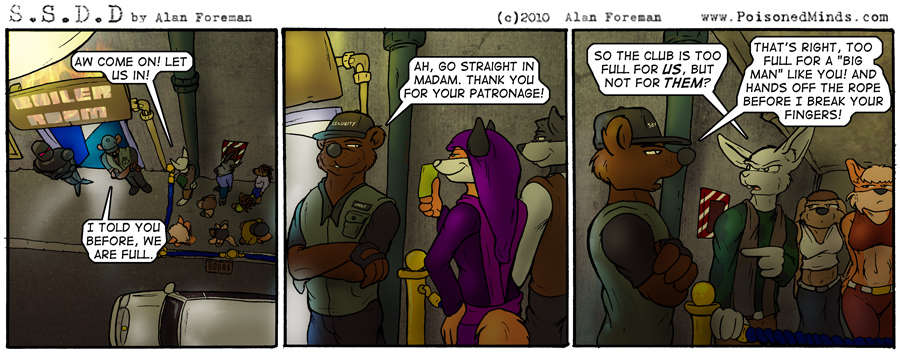 S.S.D.D by Alan Foreman
(c)2010 Alan Foreman
www.PoisonedMinds.com
AW COME ON! LET
US IN!
BOILER
ROOM
I TOLD YOU
BEFORE, WE
ARE FULL.
AH, GO STRAIGHT IN
MADAM. THANK YOU
FOR YOUR PATRONAGE!
SECURITY
SO THE CLUB IS TOO
FULL FOR US, BUT
NOT FOR THEM?
THAT'S RIGHT, TOO
FULL FOR A "BIG
MAN" LIKE YOU! AND
HANDS OFF THE ROPE
BEFORE I BREAK YOUR
FINGERS!